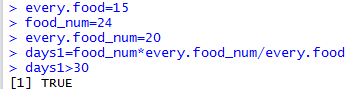 > every.food=15
> food_num=24
> every.food_num=20
> days1=food_num*every.food_num/every.food
> days1>30
[1] TRUE